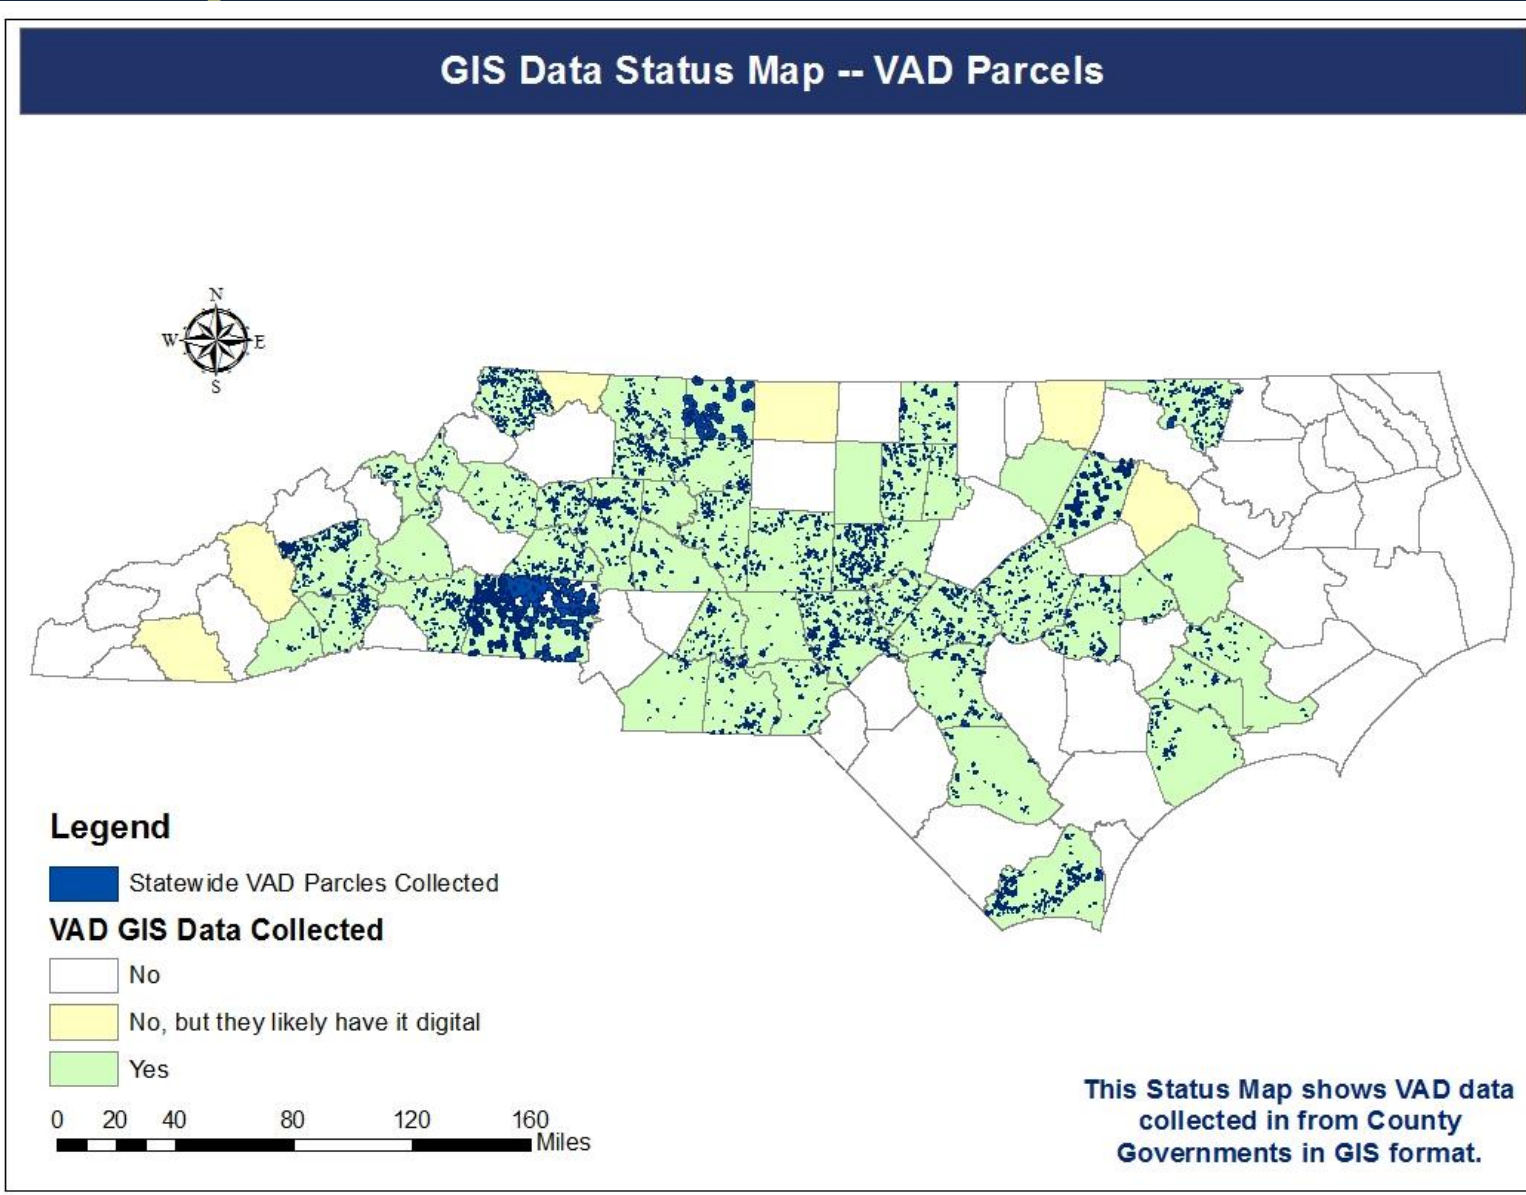 GIS Data Status Map -- VAD Parcels
N
W E
S
Legend
Statewide VAD Parcles Collected
VAD GIS Data Collected
No
No, but they likely have it digital
Yes
0 20 40 80 120 160
Miles
This Status Map shows VAD data
collected in from County
Governments in GIS format.